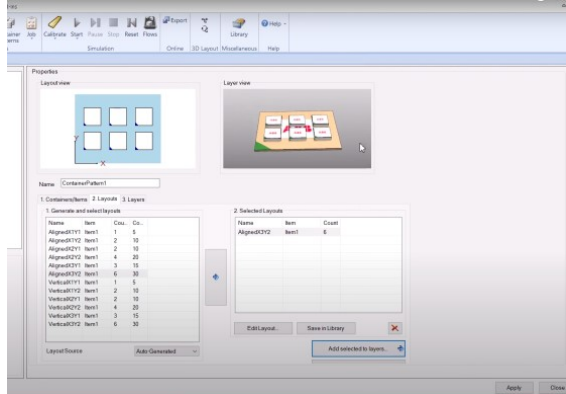 Calibrate Start Pause Stop Reset Flows
Export
Library
Help
Job
Simulation Online 3D Layout Miscellaneous Help
Properties
Layout view
Layer view
Y
X
Name ContainerPattern1
1. Containers/Items 2. Layouts 3. Layers
1. Generate and select layouts
Name Item Cou... Co...
AlignedX1Y1 Item1 1 5
AlignedX1Y2 Item1 2 10
AlignedX2Y1 Item1 2 10
AlignedX2Y2 Item1 4 20
AlignedX3Y1 Item1 3 15
AlignedX3Y2 Item1 6 30
VerticalX1Y1 Item1 1 5
VerticalX1Y2 Item1 2 10
VerticalX2Y1 Item1 2 10
VerticalX2Y2 Item1 4 20
VerticalX3Y1 Item1 3 15
VerticalX3Y2 Item1 6 30
Layout Source Auto Generated
2. Selected Layouts
Name Item Count
AlignedX3Y2 Item1 6
Edit Layout... Save in Library
Add selected to layers...
Apply Close